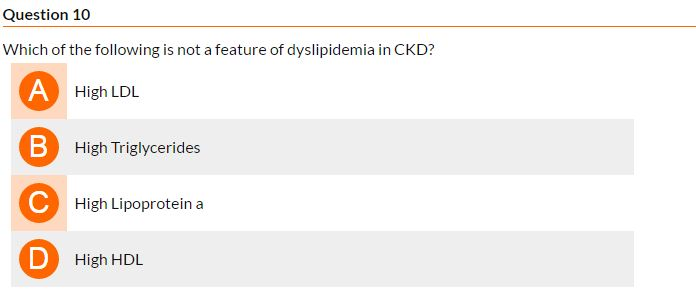 Question 10
Which of the following is not a feature of dyslipidemia in CKD?
A High LDL
B High Triglycerides
C High Lipoprotein a
D High HDL